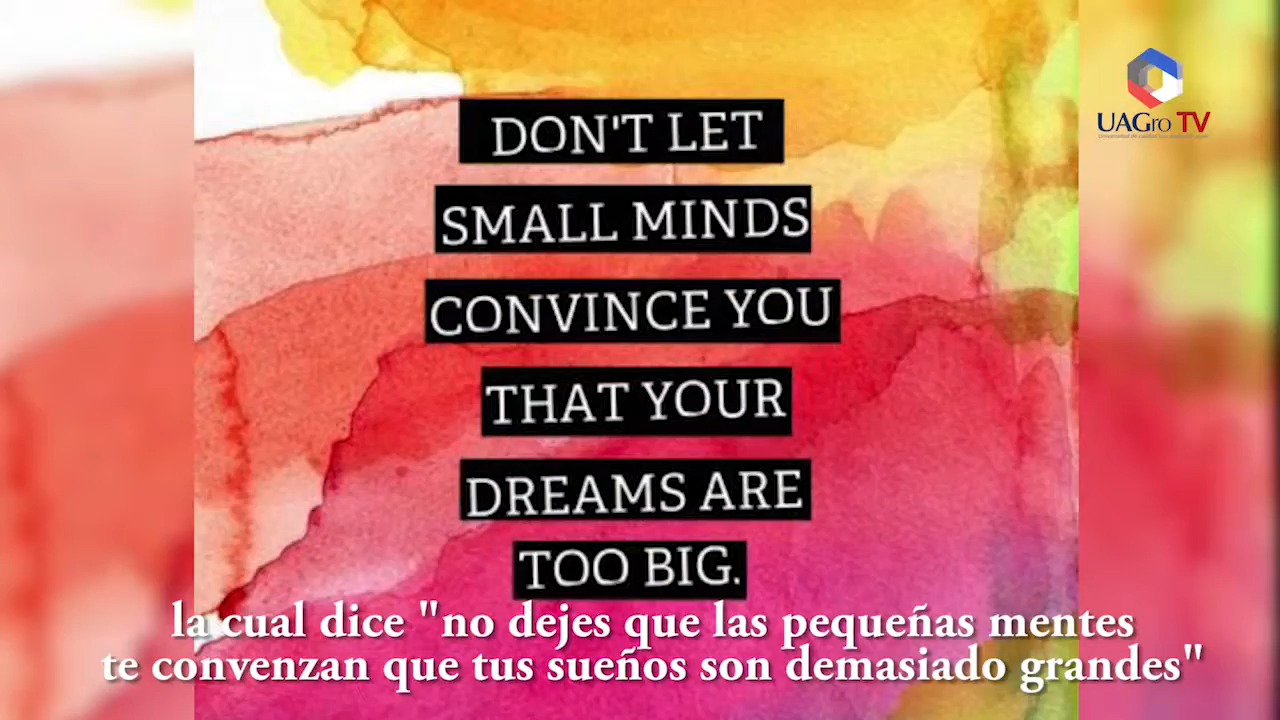 UAGro TV
DON'T LET
SMALL MINDS
CONVINCE YOU
THAT YOUR
DREAMS ARE
TOO BIG.
la cual dice "no dejes que las pequeñas mentes
te convenzan que tus sueños son demasiado grandes"